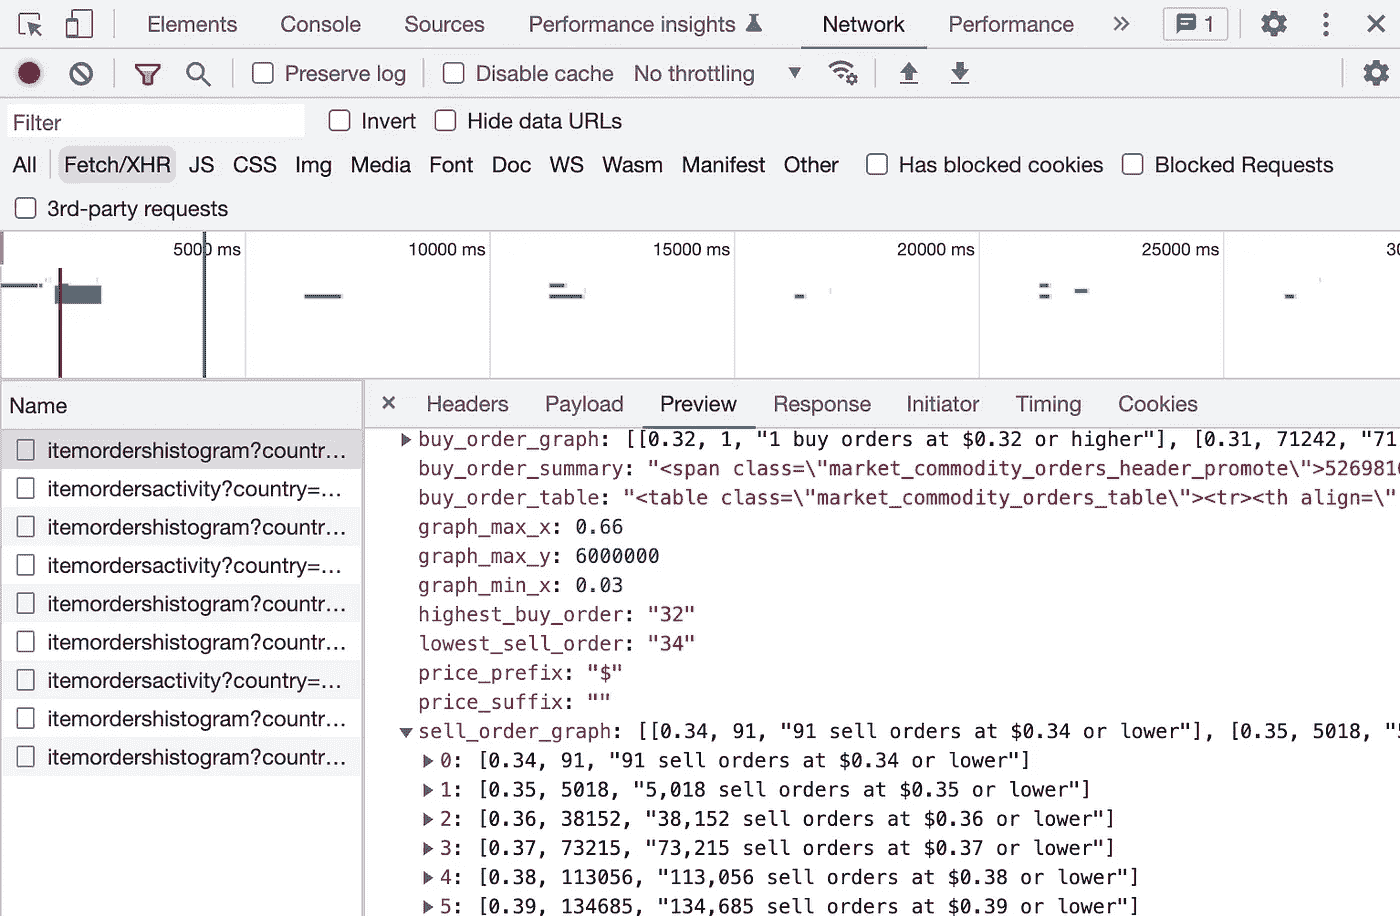 Elements Console Sources Performance insights Network Performance 1
Preserve log Disable cache No throttling
Filter Invert Hide data URLs
All Fetch/XHR JS CSS Img Media Font Doc WS Wasm Manifest Other Has blocked cookies Blocked Requests
3rd-party requests
5000 ms 10000 ms 15000 ms 20000 ms 25000 ms 30
Name
Headers Payload Preview Response Initiator Timing Cookies
itemordershistogram?countr...
itemordersactivity?country=...
itemordershistogram?countr...
itemordersactivity?country=...
itemordershistogram?countr...
itemordershistogram?countr...
itemordersactivity?country=...
itemordershistogram?countr...
itemordershistogram?countr...
buy_order_graph: [[0.32, 1, "1 buy orders at $0.32 or higher"], [0.31, 71242, "71
buy_order_summary: "<span class=\"market_commodity_orders_header_promote\">5269816
buy_order_table: "<table class=\"market_commodity_orders_table\"><tr><th align=\"
graph_max_x: 0.66
graph_max_y: 6000000
graph_min_x: 0.03
highest_buy_order: "32"
lowest_sell_order: "34"
price_prefix: "$"
price_suffix: ""
sell_order_graph: [[0.34, 91, "91 sell orders at $0.34 or lower"], [0.35, 5018, "5
0: [0.34, 91, "91 sell orders at $0.34 or lower"]
1: [0.35, 5018, "5,018 sell orders at $0.35 or lower"]
2: [0.36, 38152, "38,152 sell orders at $0.36 or lower"]
3: [0.37, 73215, "73,215 sell orders at $0.37 or lower"]
4: [0.38, 113056, "113,056 sell orders at $0.38 or lower"]
5: [0.39, 134685, "134,685 sell orders at $0.39 or lower"]